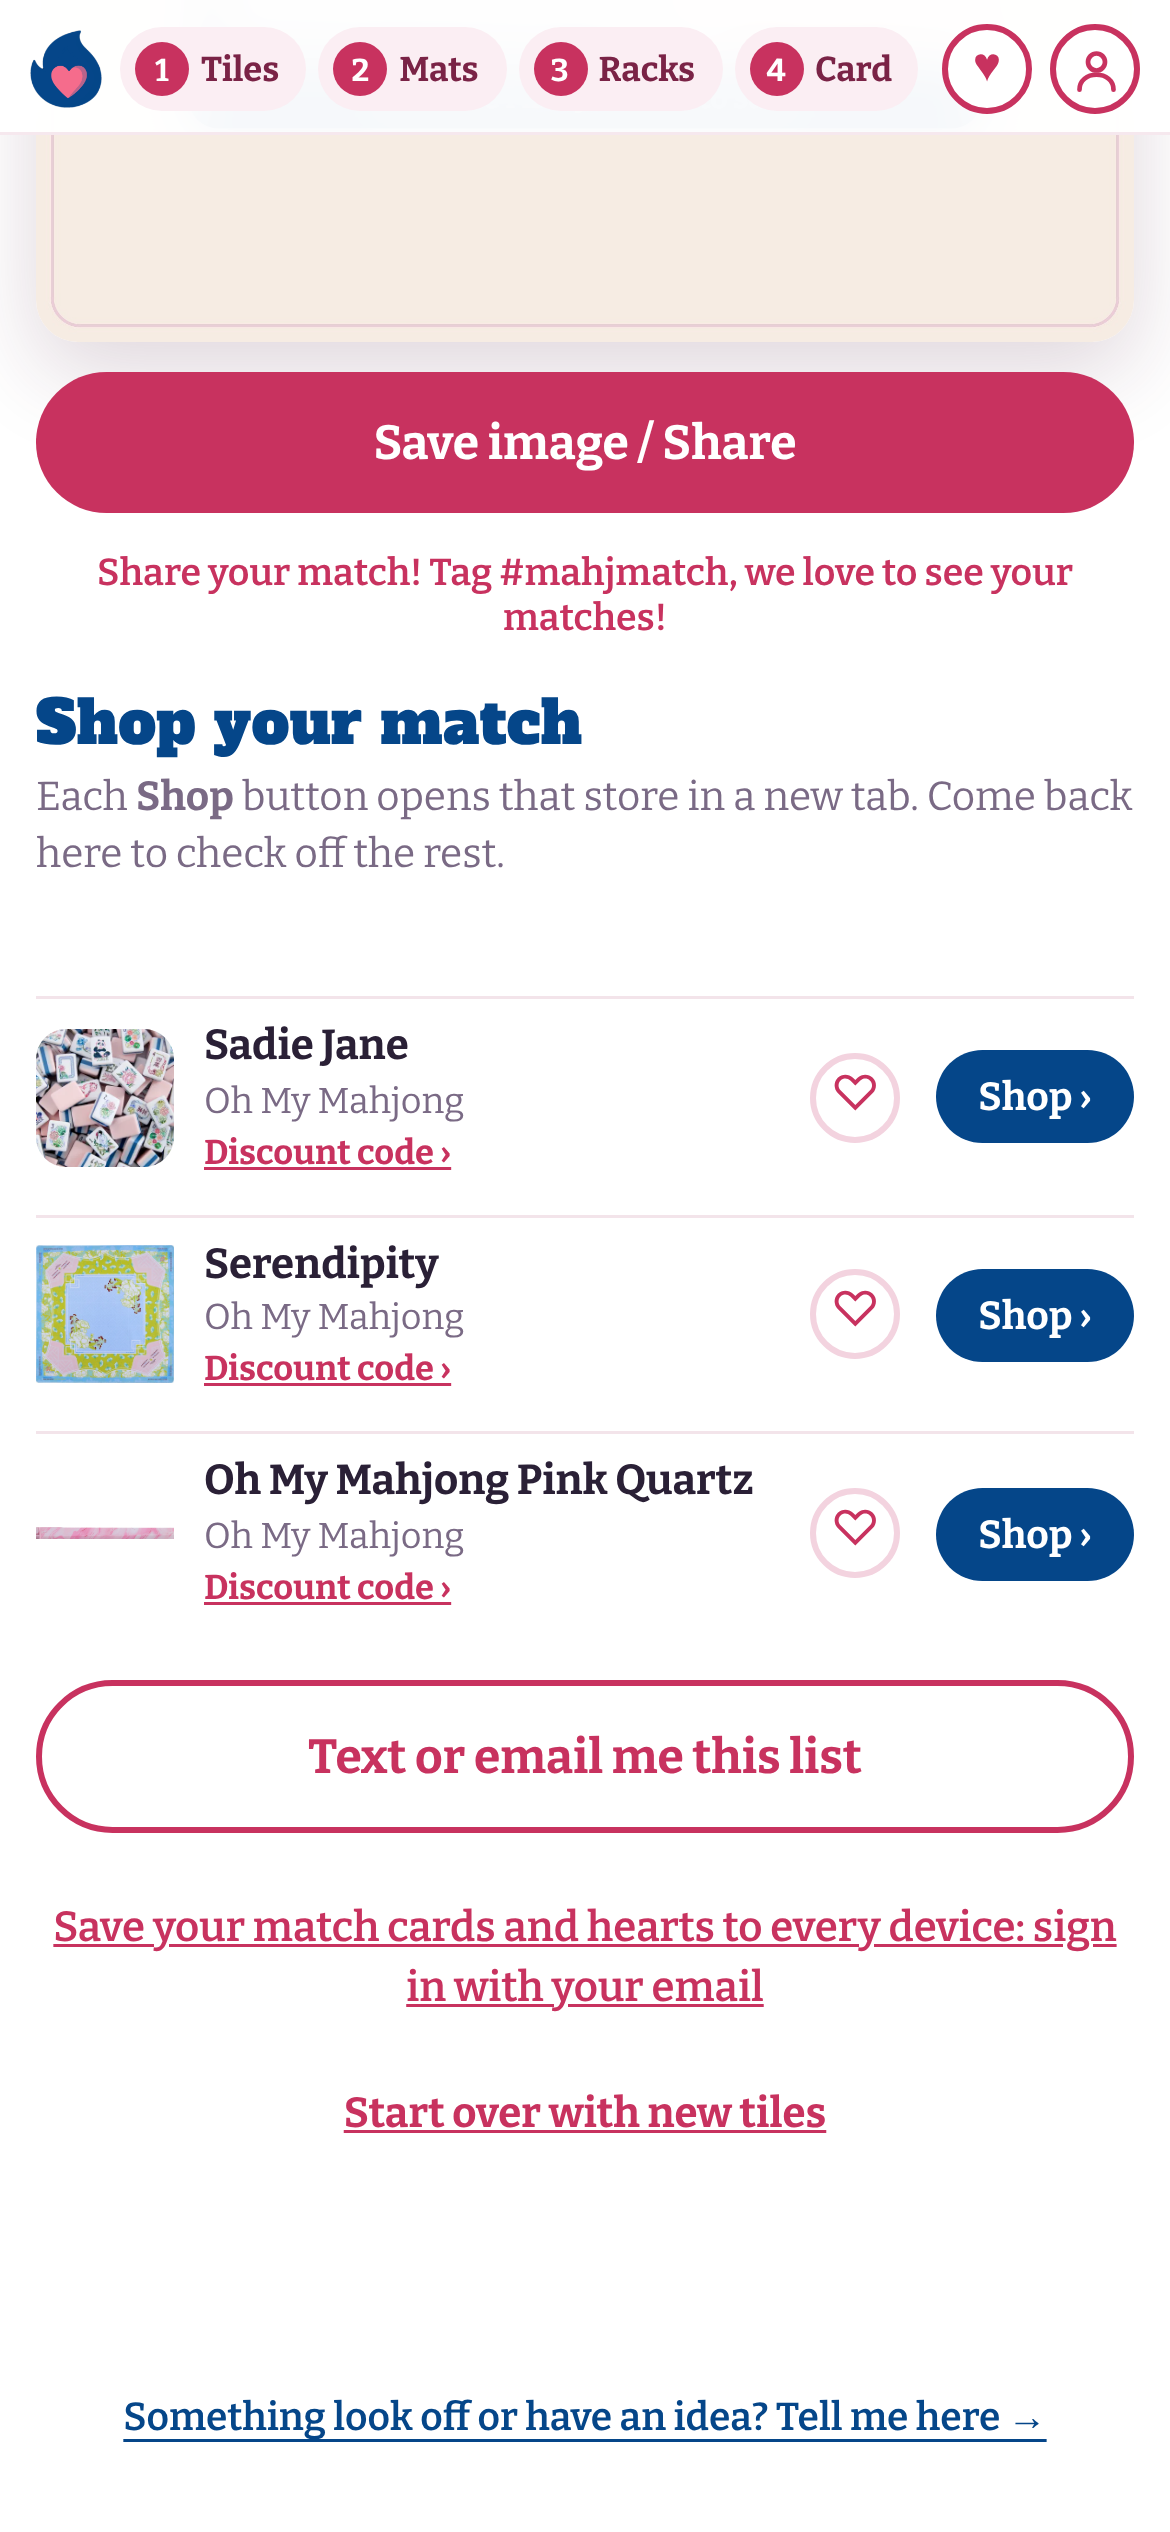 1 Tiles 2 Mats 3 Racks 4 Card
Save image / Share
Share your match! Tag #mahjmatch, we love to see your
matches!
Shop your match
Each Shop button opens that store in a new tab. Come back
here to check off the rest.
Sadie Jane
Oh My Mahjong
Discount code ›
Shop ›
Serendipity
Oh My Mahjong
Discount code ›
Shop ›
Oh My Mahjong Pink Quartz
Oh My Mahjong
Discount code ›
Shop ›
Text or email me this list
Save your match cards and hearts to every device: sign
in with your email
Start over with new tiles
Something look off or have an idea? Tell me here →